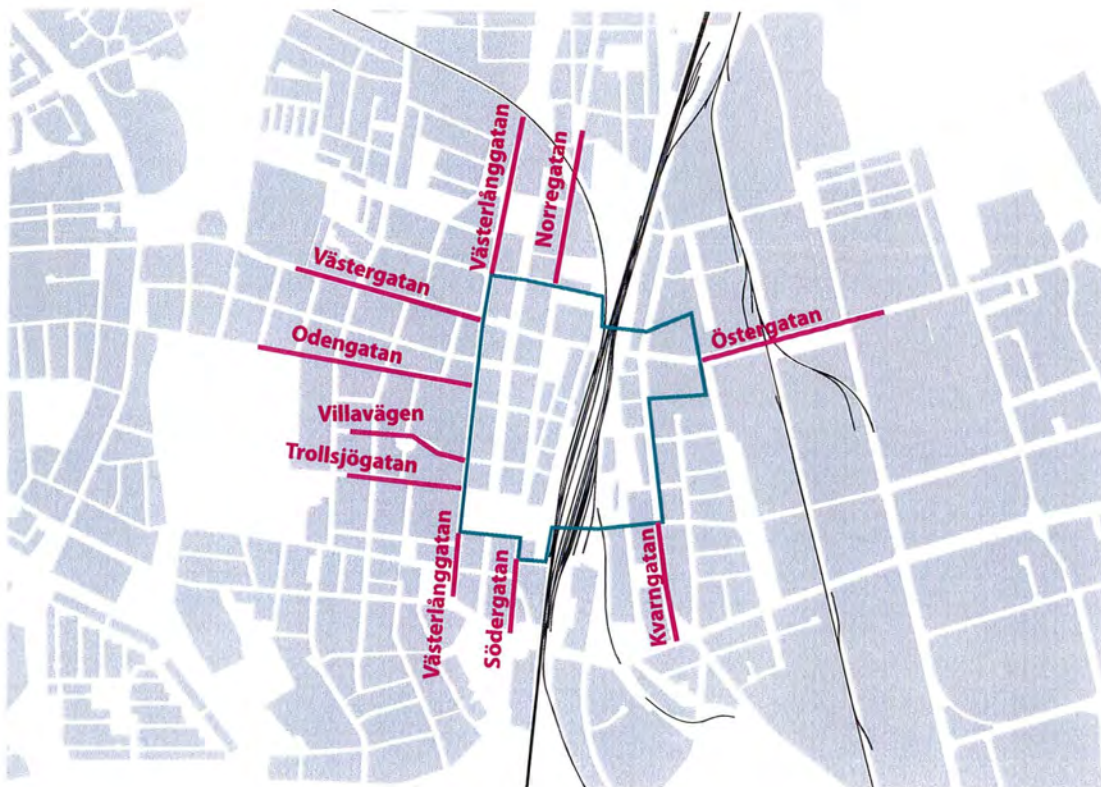 Västerlånggatan
Norregatan
Västergatan
Östergatan
Odengatan
Villavägen
Trollsjögatan
Västerlånggatan
Södergatan
Kvarngatan